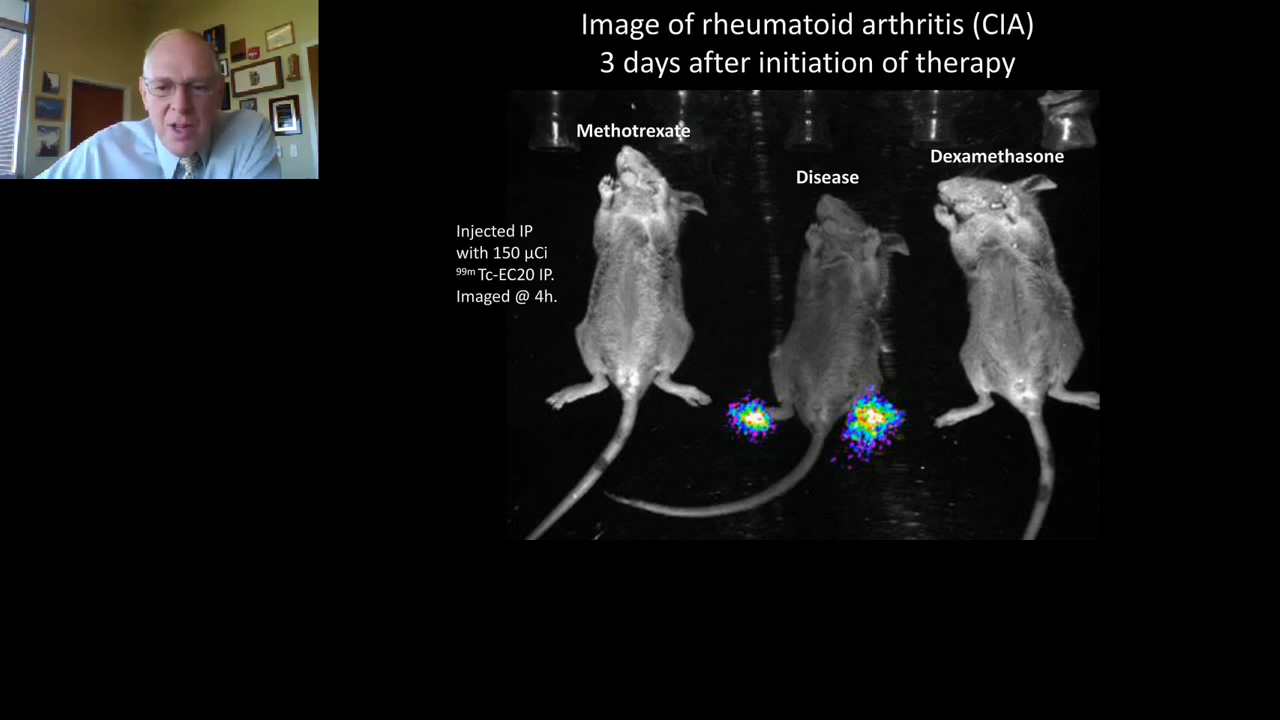 Image of rheumatoid arthritis (CIA)
3 days after initiation of therapy
Methotrexate
Disease
Dexamethasone
Injected IP
with 150 µCi
⁹⁹ᵐTc-EC20 IP.
Imaged @ 4h.